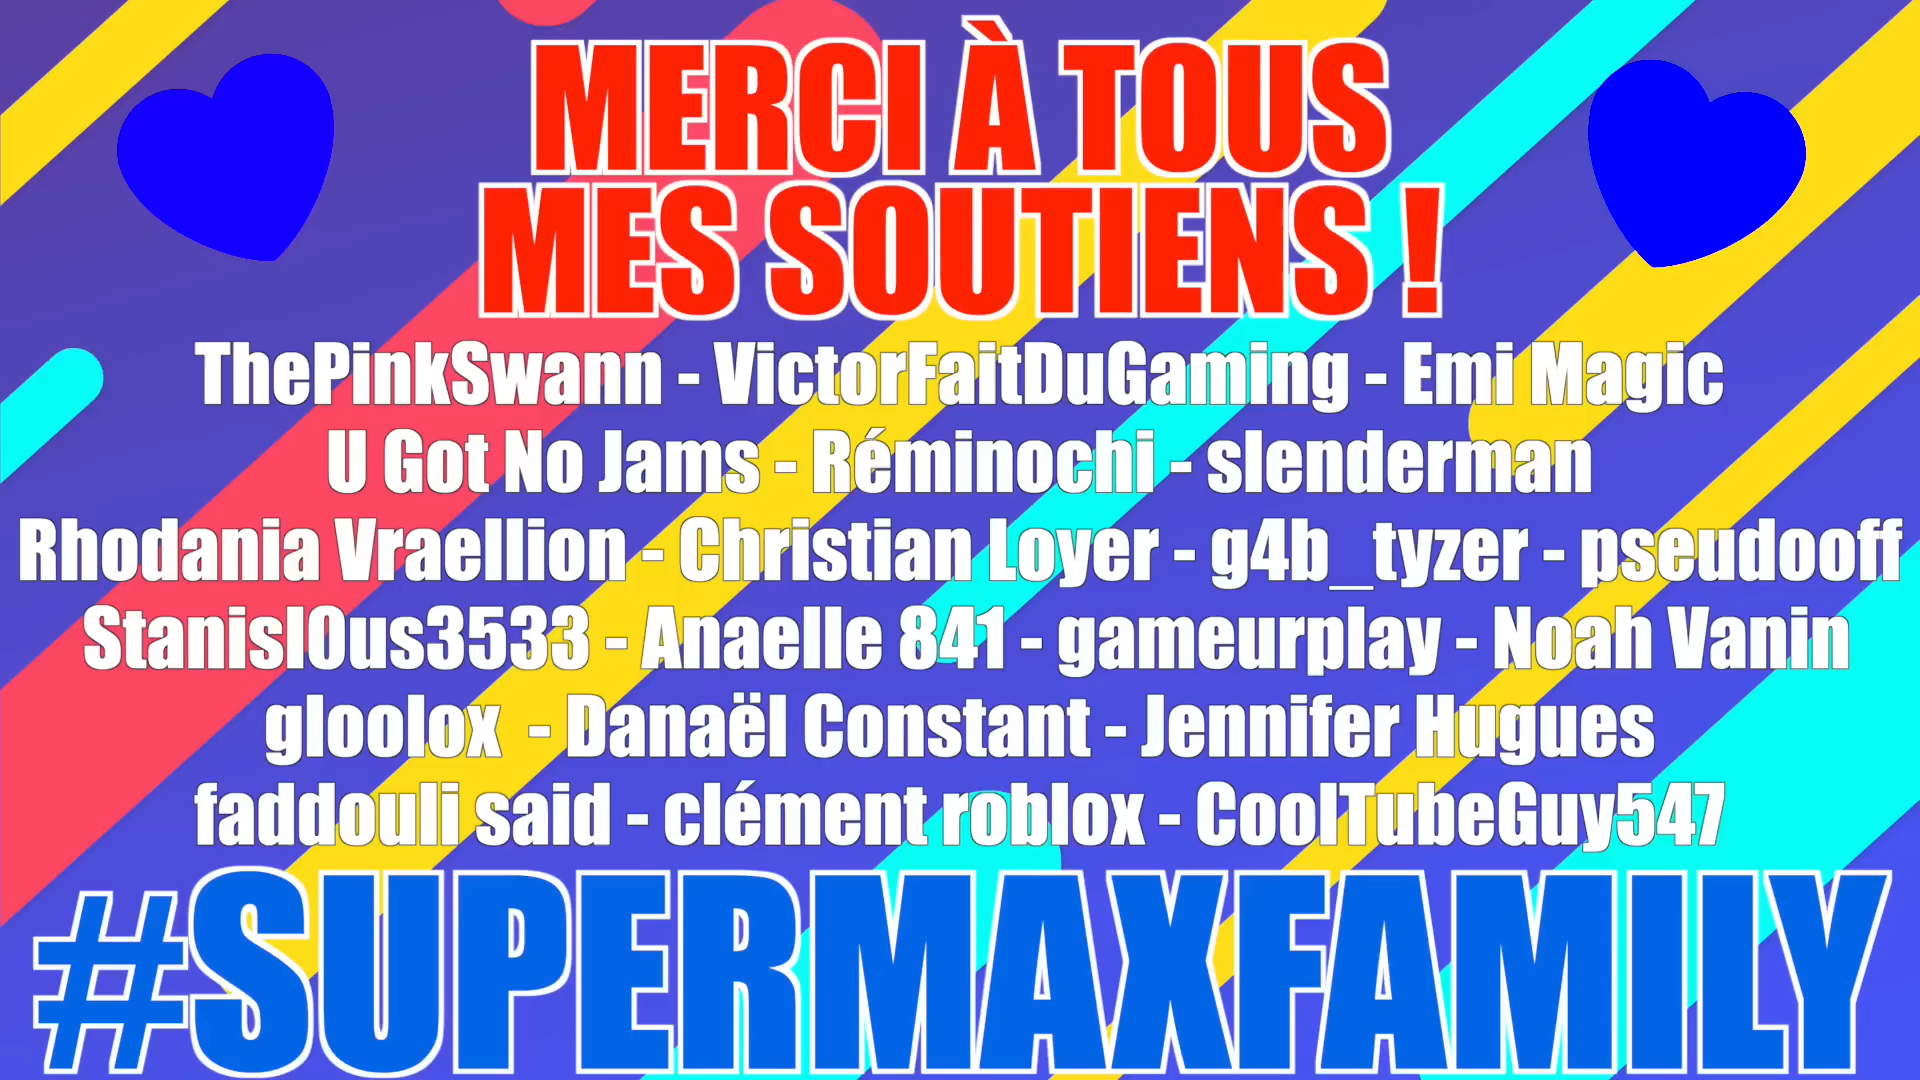 MERCI À TOUS
MES SOUTIENS !
ThePinkSwann - VictorFaitDuGaming - Emi Magic
U Got No Jams - Réminochi - slenderman
Rhodania Vraellion - Christian Loyer - g4b_tyzer - pseudooff
Stanisl0us3533 - Anaelle 841 - gameurplay - Noah Vanin
gloolox - Danaël Constant - Jennifer Hugues
faddouli said - clément roblox - CoolTubeGuy547
#SUPERMAXFAMILY